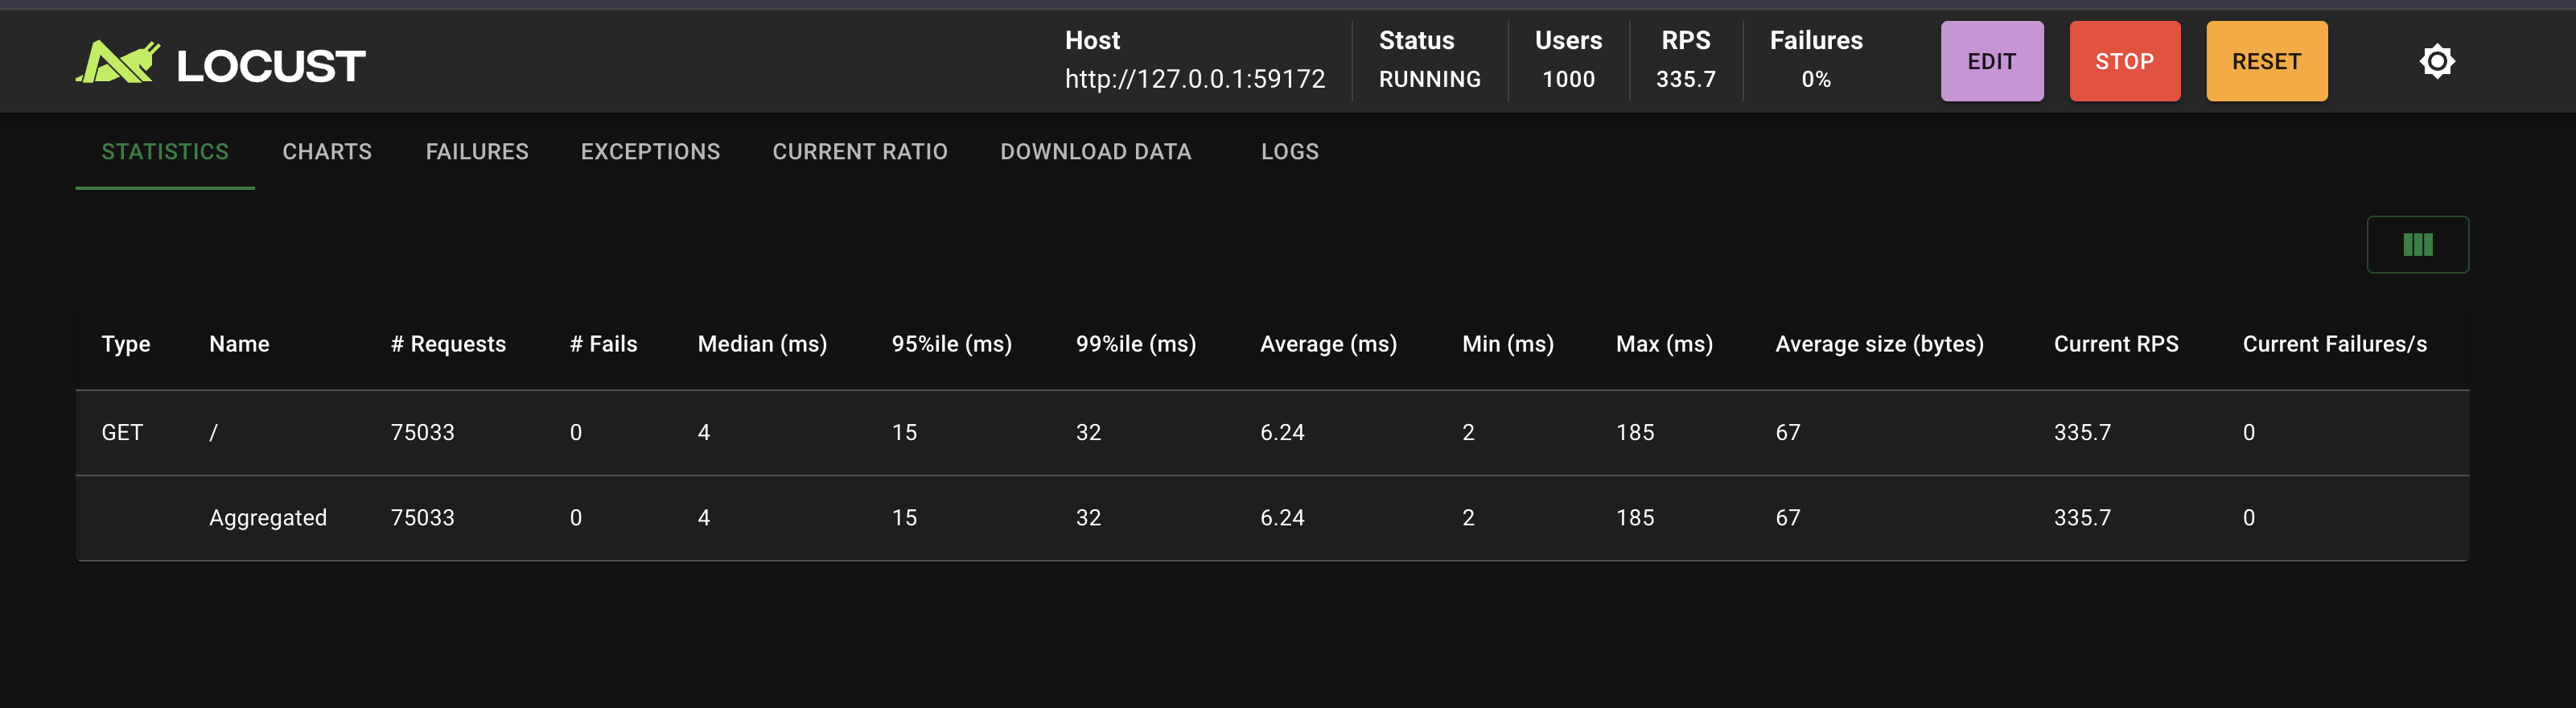 LOCUST
Host
http://127.0.0.1:59172
Status
RUNNING
Users
1000
RPS
335.7
Failures
0%
EDIT
STOP
RESET
STATISTICS CHARTS FAILURES EXCEPTIONS CURRENT RATIO DOWNLOAD DATA LOGS
Type Name # Requests # Fails Median (ms) 95%ile (ms) 99%ile (ms) Average (ms) Min (ms) Max (ms) Average size (bytes) Current RPS Current Failures/s
GET / 75033 0 4 15 32 6.24 2 185 67 335.7 0
Aggregated 75033 0 4 15 32 6.24 2 185 67 335.7 0